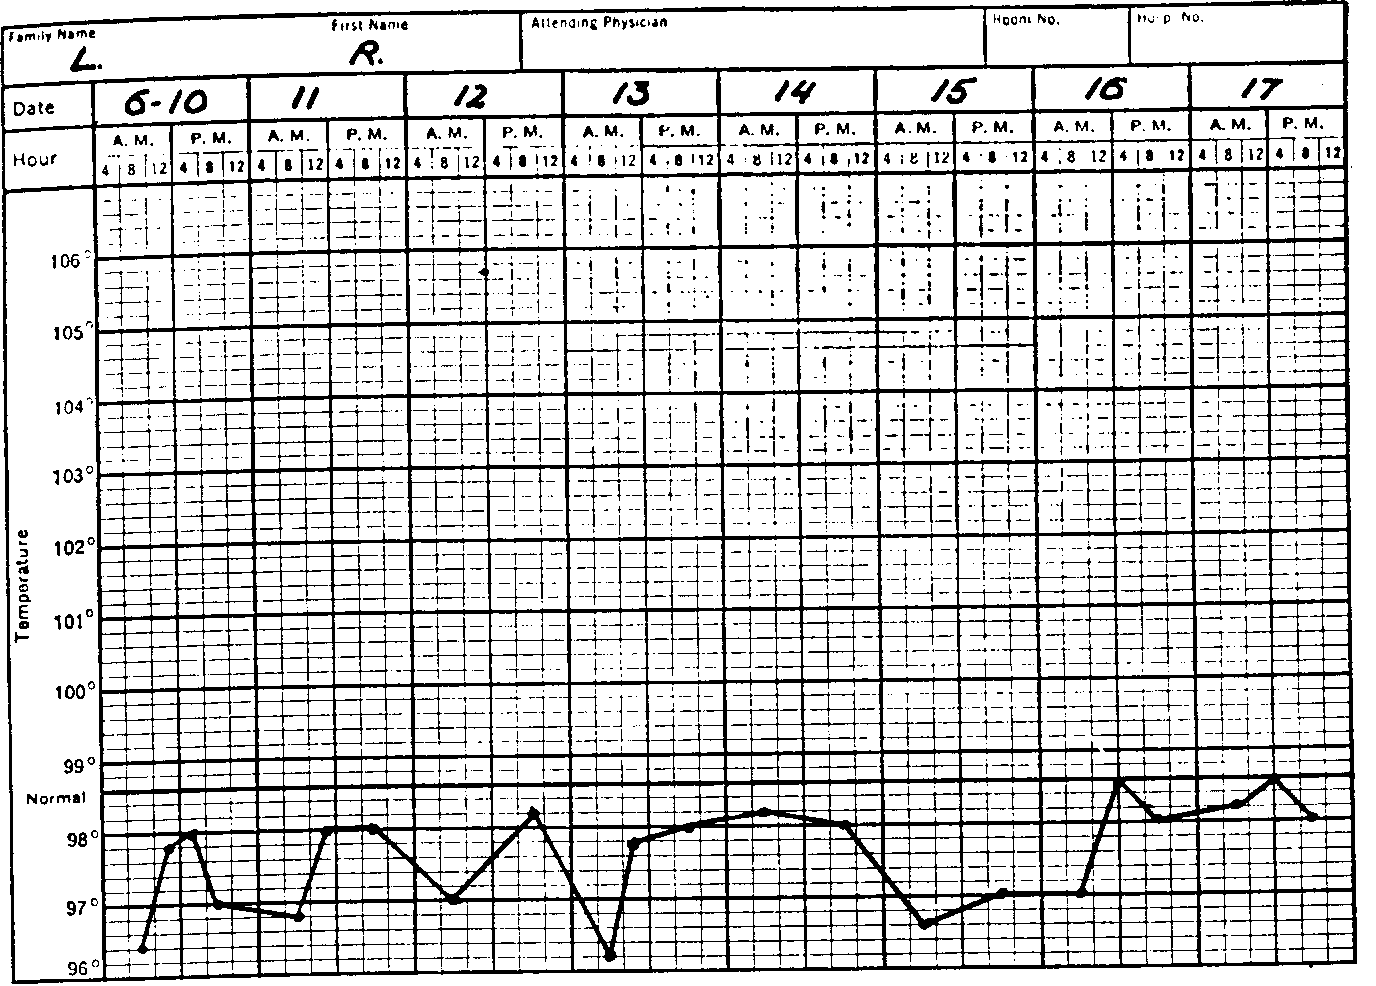 Family Name First Name Attending Physician Room No. Hosp. No.
L. R.
Date 6-10 11 12 13 14 15 16 17
Hour A. M. P. M. A. M. P. M. A. M. P. M. A. M. P. M. A. M. P. M. A. M. P. M. A. M. P. M. A. M. P. M.
4 8 12 4 8 12 4 8 12 4 8 12 4 8 12 4 8 12 4 8 12 4 8 12 4 8 12 4 8 12 4 8 12 4 8 12 4 8 12 4 8 12 4 8 12 4 8 12
Temperature
106°
105°
104°
103°
102°
101°
100°
99°
Normal
98°
97°
96°